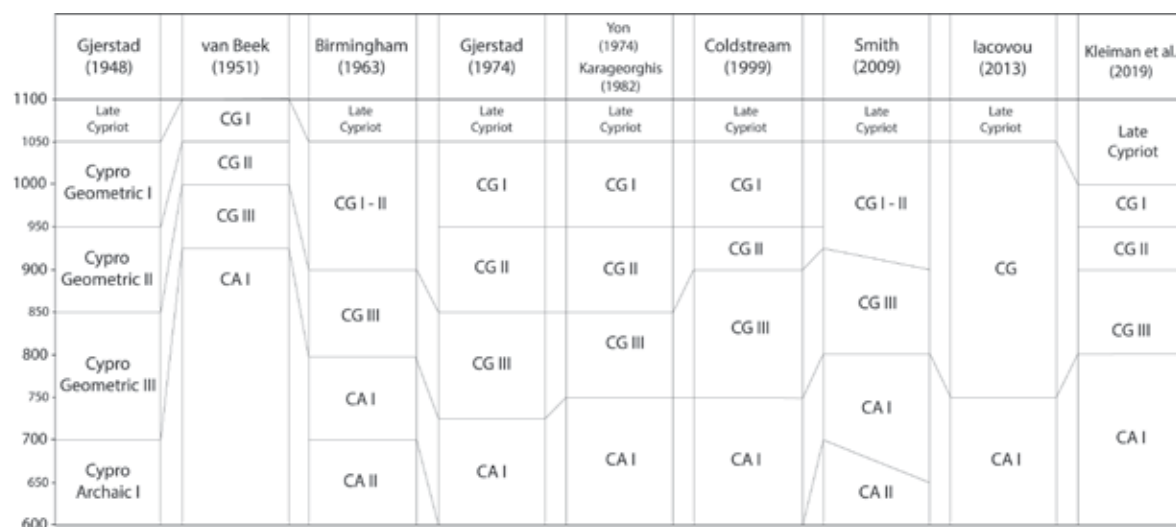 Gjerstad
(1948)
van Beek
(1951)
Birmingham
(1963)
Gjerstad
(1974)
Yon
(1974)
Karageorghis
(1982)
Coldstream
(1999)
Smith
(2009)
Iacovou
(2013)
Kleiman et al.
(2019)
1100
1050
1000
950
900
850
800
750
700
650
600
Late
Cypriot
Cypro
Geometric I
Cypro
Geometric II
Cypro
Geometric III
Cypro
Archaic I
CG I
CG II
CG III
CA I
Late
Cypriot
CG I - II
CG III
CA I
CA II
Late
Cypriot
CG I
CG II
CG III
CA I
Late
Cypriot
CG I
CG II
CG III
CA I
Late
Cypriot
CG I
CG II
CG III
CA I
Late
Cypriot
CG I - II
CG III
CA I
CA II
Late
Cypriot
CG
CA I
Late
Cypriot
CG I
CG II
CG III
CA I